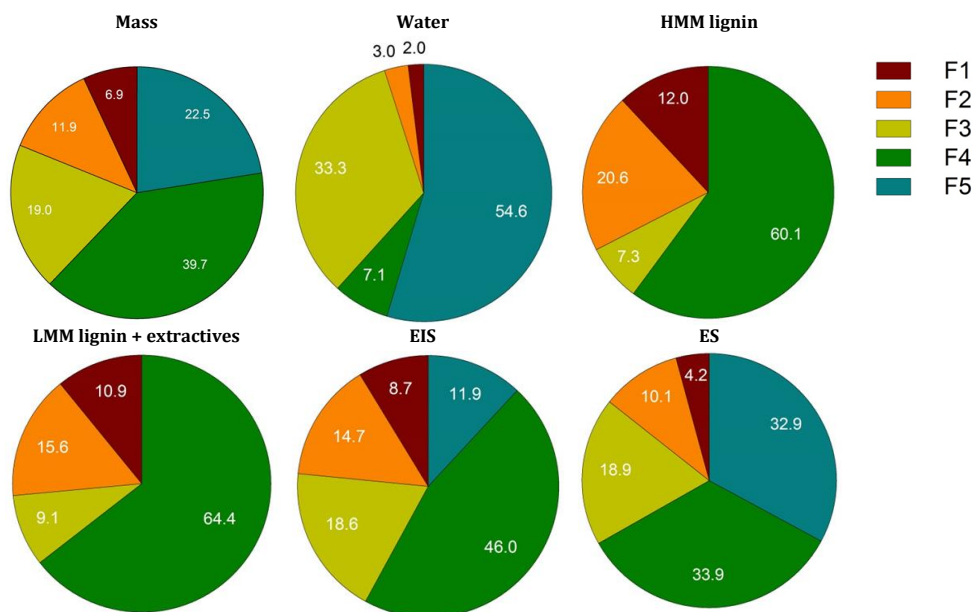 Mass
6.9
22.5
11.9
19.0
39.7
Water
3.0
2.0
33.3
54.6
7.1
HMM lignin
12.0
20.6
60.1
7.3
F1
F2
F3
F4
F5
LMM lignin + extractives
10.9
15.6
9.1
64.4
EIS
8.7
11.9
14.7
18.6
46.0
ES
4.2
10.1
32.9
18.9
33.9